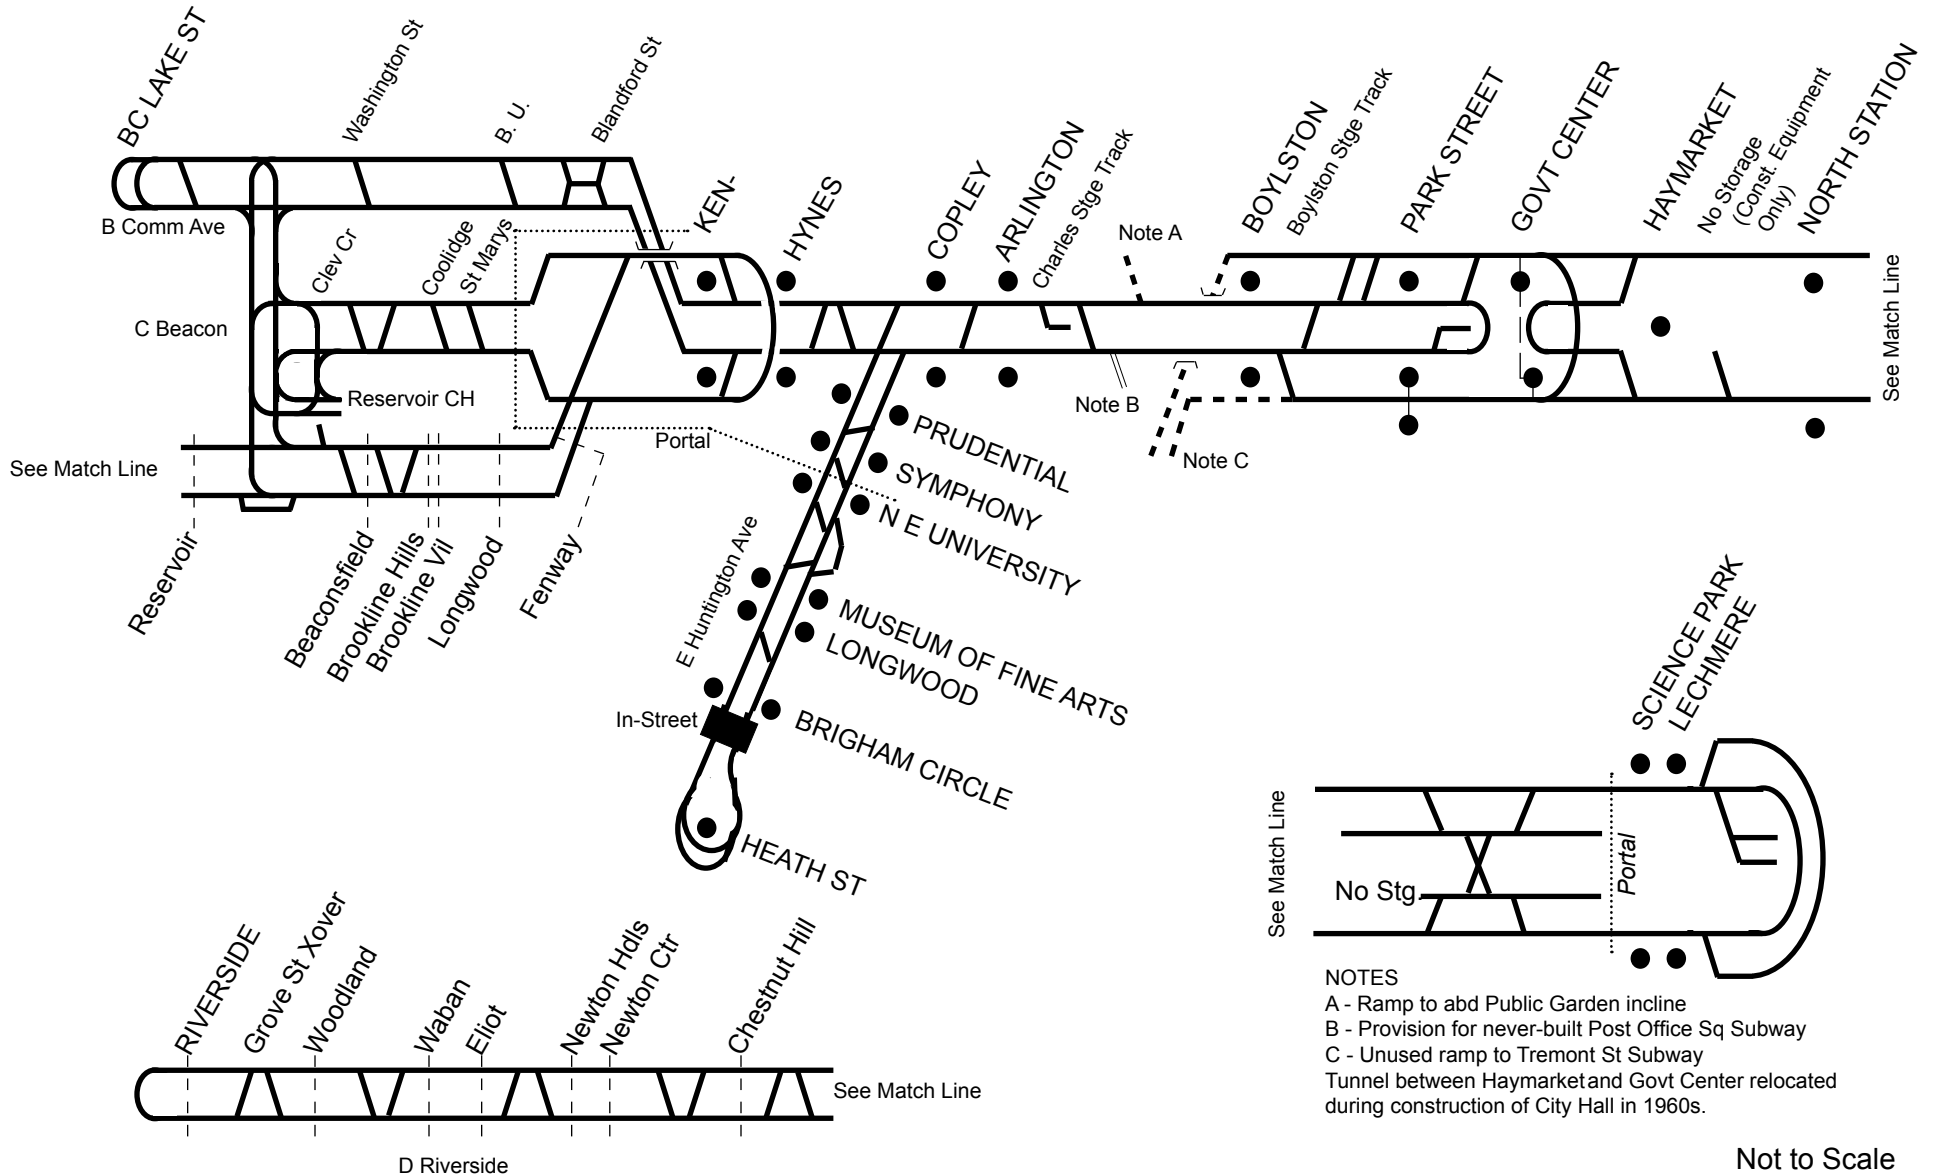 BC LAKE ST
Washington St
B. U.
Blandford St
KEN-
HYNES
COPLEY
ARLINGTON
Charles Stge Track
Note A
BOYLSTON
Boylston Stge Track
PARK STREET
GOVT CENTER
HAYMARKET
No Storage
(Const. Equipment
Only)
NORTH STATION
B Comm Ave
Clev Cr
Coolidge
St Marys
C Beacon
See Match Line
Reservoir CH
Note B
Portal
Note C
See Match Line
PRUDENTIAL
SYMPHONY
N E UNIVERSITY
Reservoir
Beaconsfield
Brookline Hills
Brookline Vil
Longwood
Fenway
E Huntington Ave
MUSEUM OF FINE ARTS
LONGWOOD
In-Street
BRIGHAM CIRCLE
HEATH ST
SCIENCE PARK
LECHMERE
See Match Line
Portal
No Stg.
RIVERSIDE
Grove St Xover
Woodland
Waban
Eliot
Newton Hdls
Newton Ctr
Chestnut Hill
See Match Line
D Riverside
NOTES
A - Ramp to abd Public Garden incline
B - Provision for never-built Post Office Sq Subway
C - Unused ramp to Tremont St Subway
Tunnel between Haymarket and Govt Center relocated
during construction of City Hall in 1960s.
Not to Scale